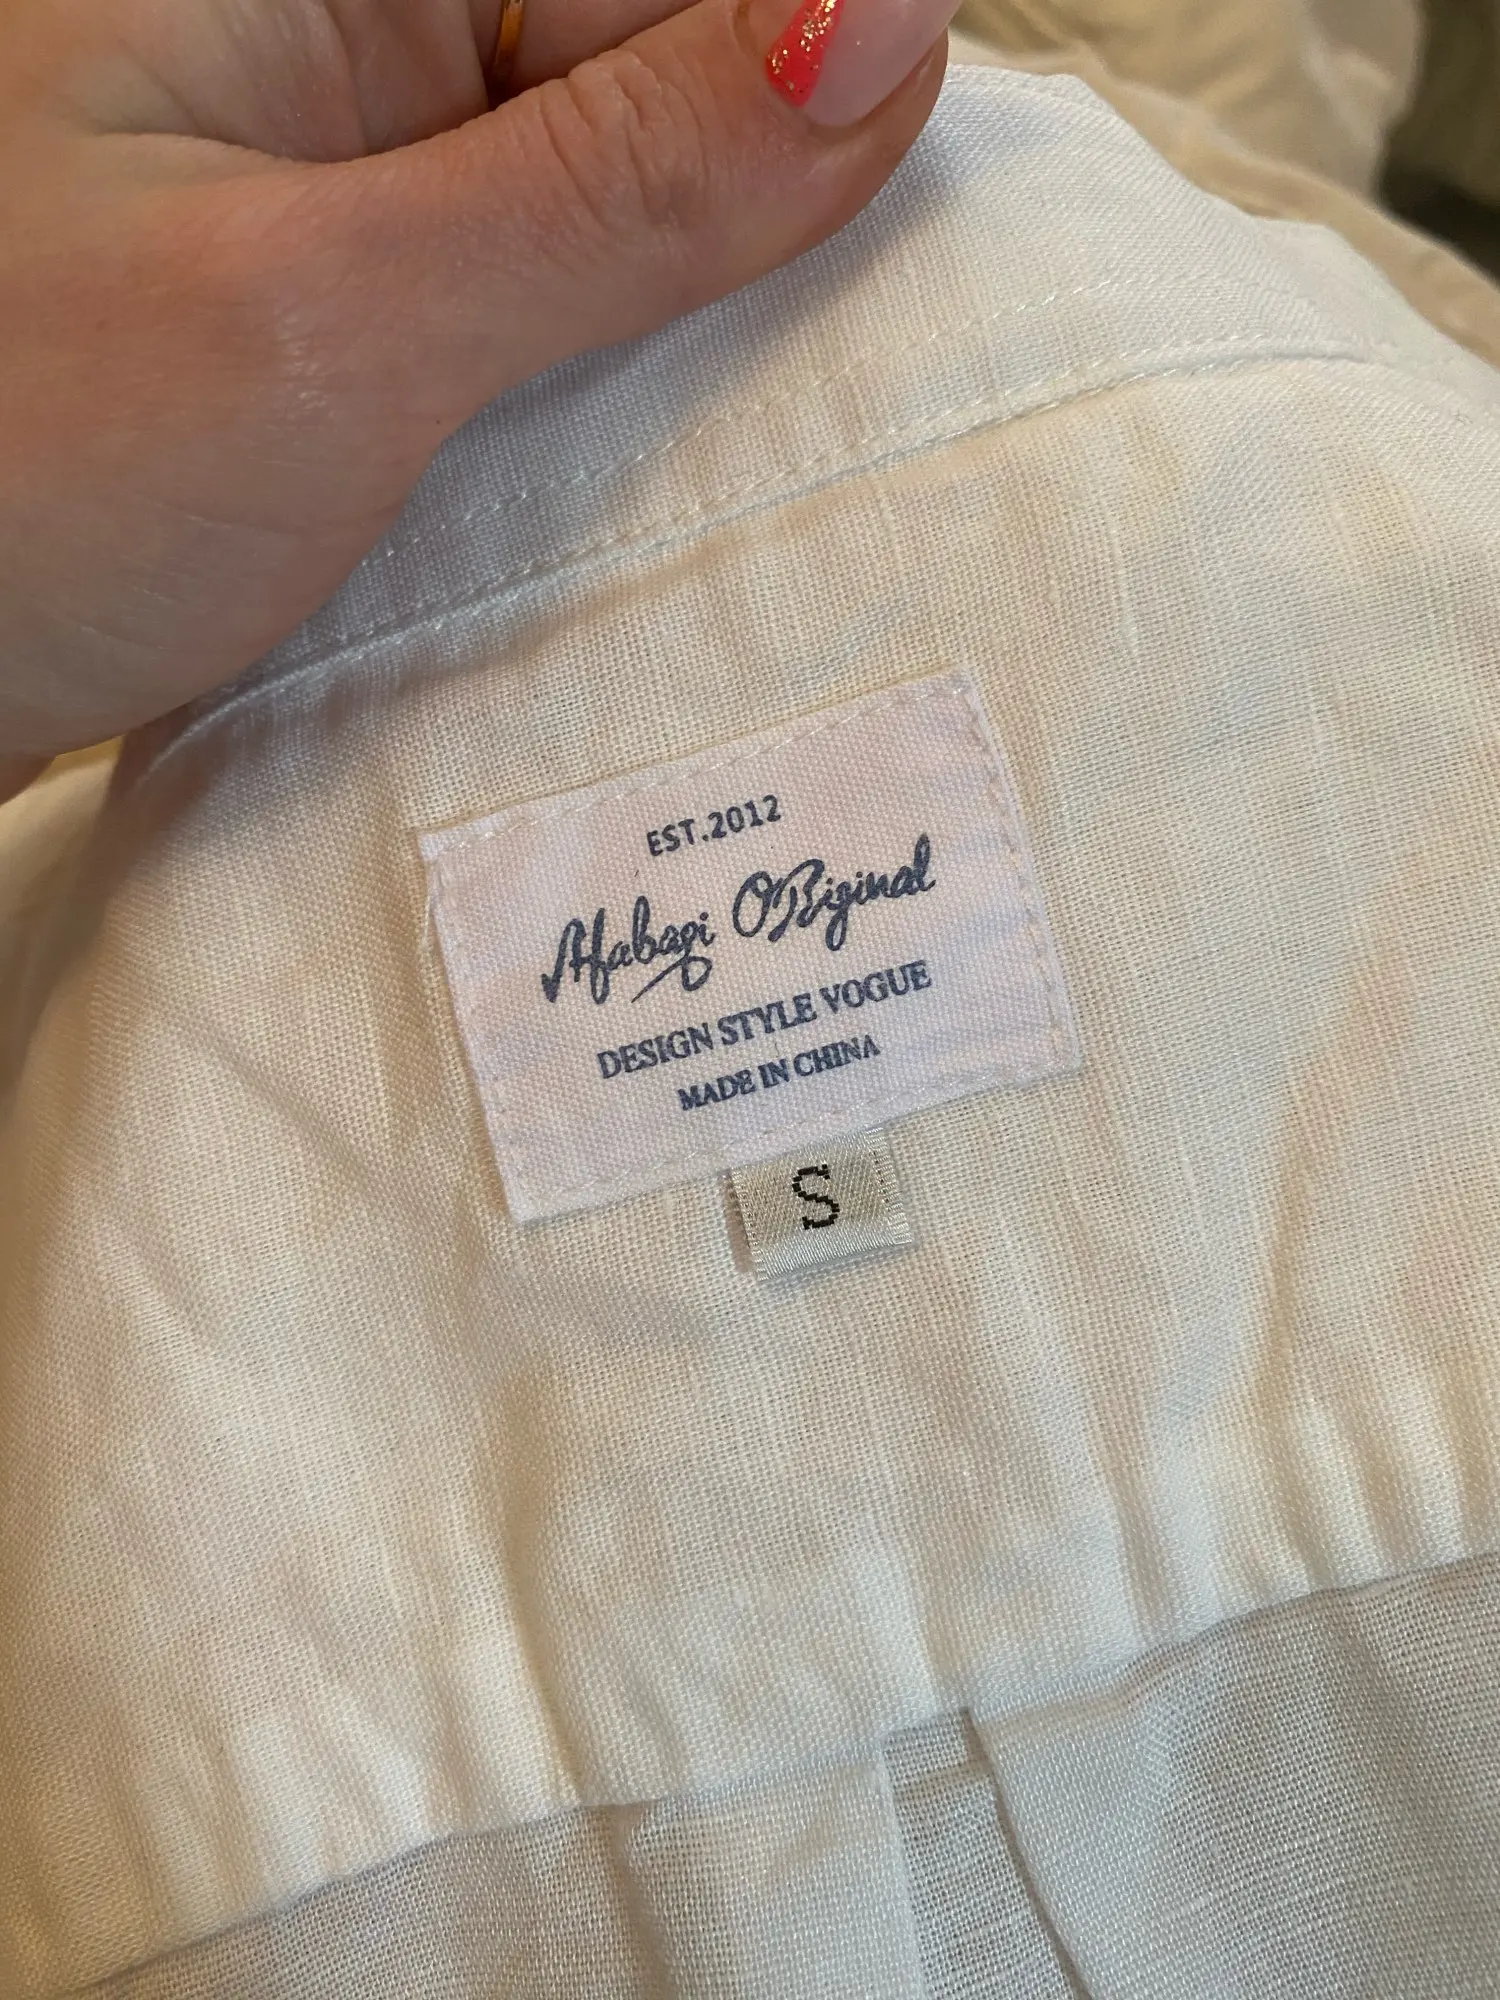 EST.2012
Afabagi ORiginal
DESIGN STYLE VOGUE
MADE IN CHINA
S